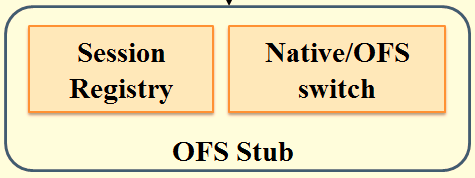 Session
Registry
Native/OFS
switch
OFS Stub